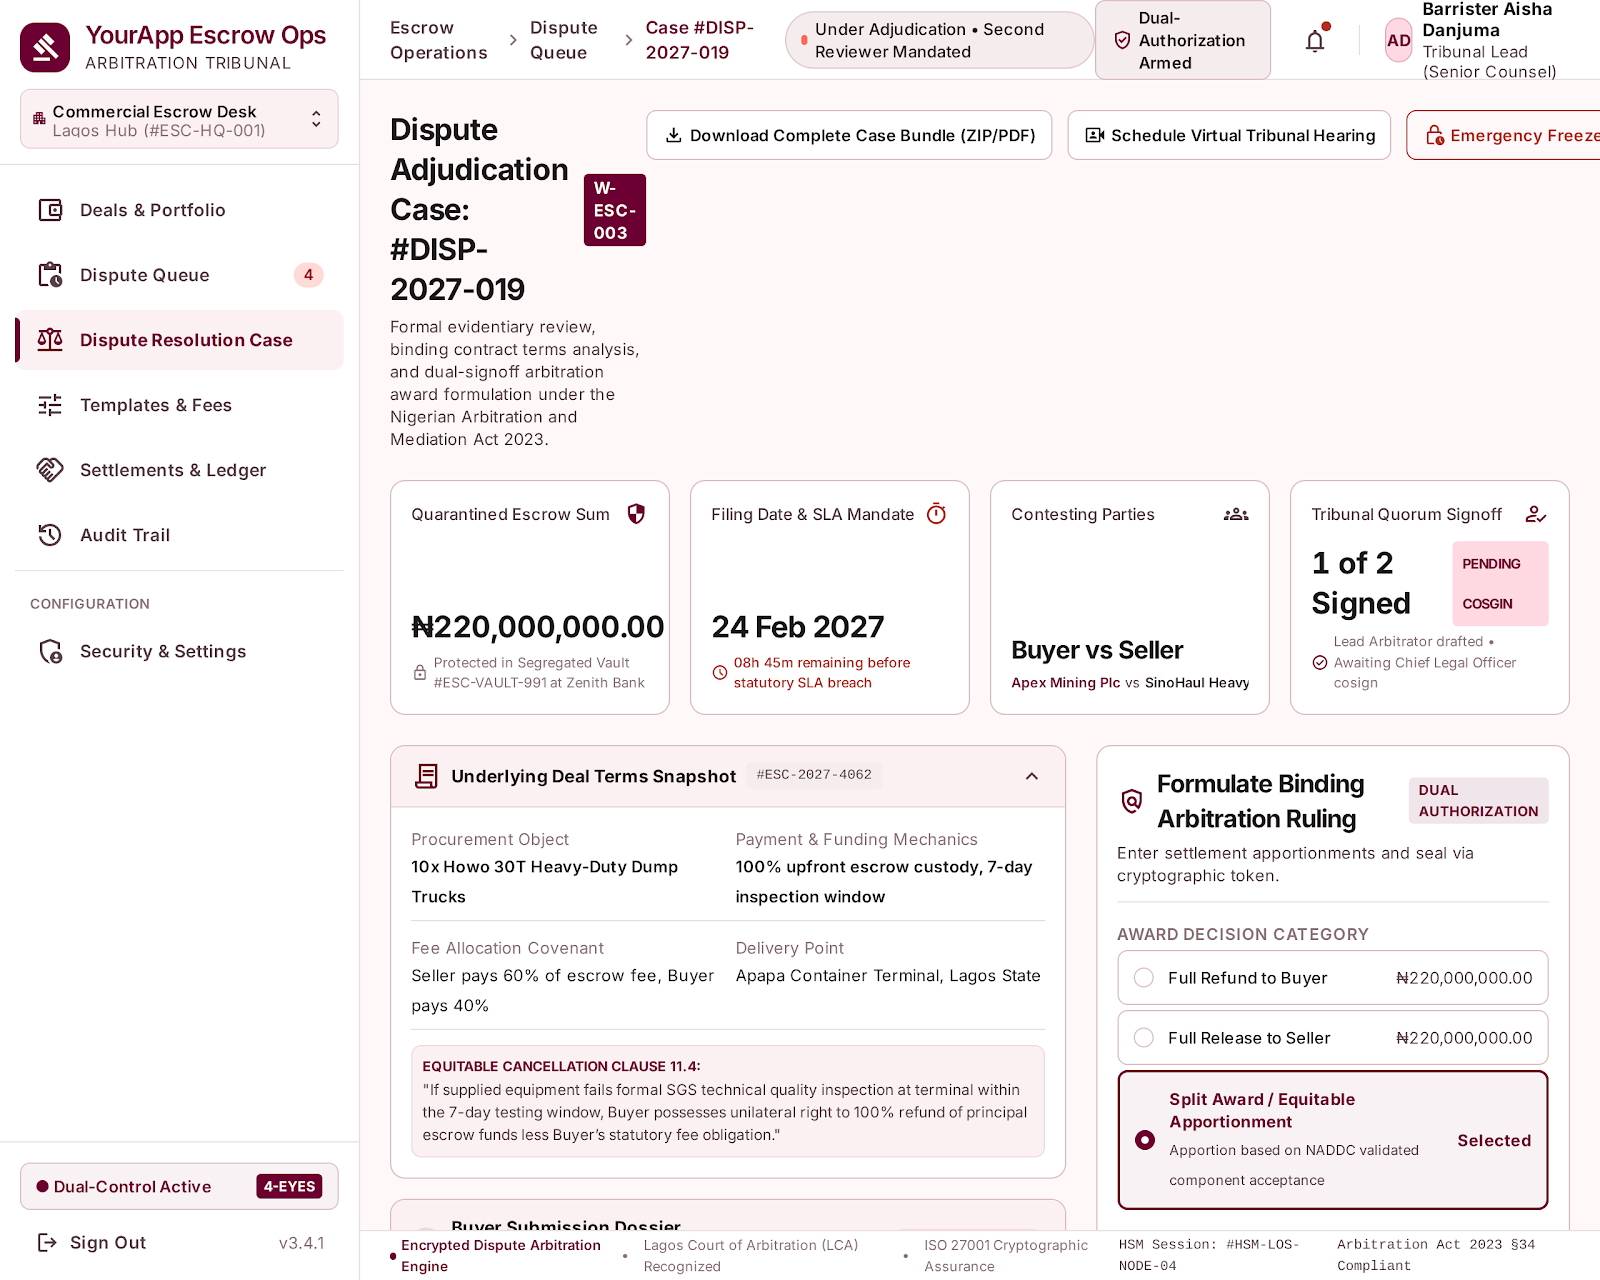 YourApp Escrow Ops
ARBITRATION TRIBUNAL
Commercial Escrow Desk
Lagos Hub (#ESC-HQ-001)
Deals & Portfolio
Dispute Queue
4
Dispute Resolution Case
Templates & Fees
Settlements & Ledger
Audit Trail
CONFIGURATION
Security & Settings
Dual-Control Active
4-EYES
Sign Out
v3.4.1
Escrow
Operations
Dispute
Queue
Case #DISP-
2027-019
Under Adjudication • Second
Reviewer Mandated
Dual-
Authorization
Armed
AD
Barrister Aisha
Danjuma
Tribunal Lead
(Senior Counsel)
Dispute
Adjudication
Case:
#DISP-
2027-019
W-
ESC-
003
Formal evidentiary review,
binding contract terms analysis,
and dual-signoff arbitration
award formulation under the
Nigerian Arbitration and
Mediation Act 2023.
Download Complete Case Bundle (ZIP/PDF)
Schedule Virtual Tribunal Hearing
Emergency Freeze
Quarantined Escrow Sum
₦220,000,000.00
Protected in Segregated Vault
#ESC-VAULT-991 at Zenith Bank
Filing Date & SLA Mandate
24 Feb 2027
08h 45m remaining before
statutory SLA breach
Contesting Parties
Buyer vs Seller
Apex Mining Plc vs SinoHaul Heavy
Tribunal Quorum Signoff
1 of 2
Signed
PENDING
COSGIN
Lead Arbitrator drafted •
Awaiting Chief Legal Officer
cosign
Underlying Deal Terms Snapshot
#ESC-2027-4062
Procurement Object
10x Howo 30T Heavy-Duty Dump
Trucks
Payment & Funding Mechanics
100% upfront escrow custody, 7-day
inspection window
Fee Allocation Covenant
Seller pays 60% of escrow fee, Buyer
pays 40%
Delivery Point
Apapa Container Terminal, Lagos State
EQUITABLE CANCELLATION CLAUSE 11.4:
"If supplied equipment fails formal SGS technical quality inspection at terminal within
the 7-day testing window, Buyer possesses unilateral right to 100% refund of principal
escrow funds less Buyer's statutory fee obligation."
Buyer Submission Dossier
Formulate Binding
Arbitration Ruling
DUAL
AUTHORIZATION
Enter settlement apportionments and seal via
cryptographic token.
AWARD DECISION CATEGORY
Full Refund to Buyer
₦220,000,000.00
Full Release to Seller
₦220,000,000.00
Split Award / Equitable
Apportionment
Apportion based on NADDC validated
component acceptance
Selected
Encrypted Dispute Arbitration
Engine
•
Lagos Court of Arbitration (LCA)
Recognized
•
ISO 27001 Cryptographic
Assurance
HSM Session: #HSM-LOS-
NODE-04
Arbitration Act 2023 §34
Compliant